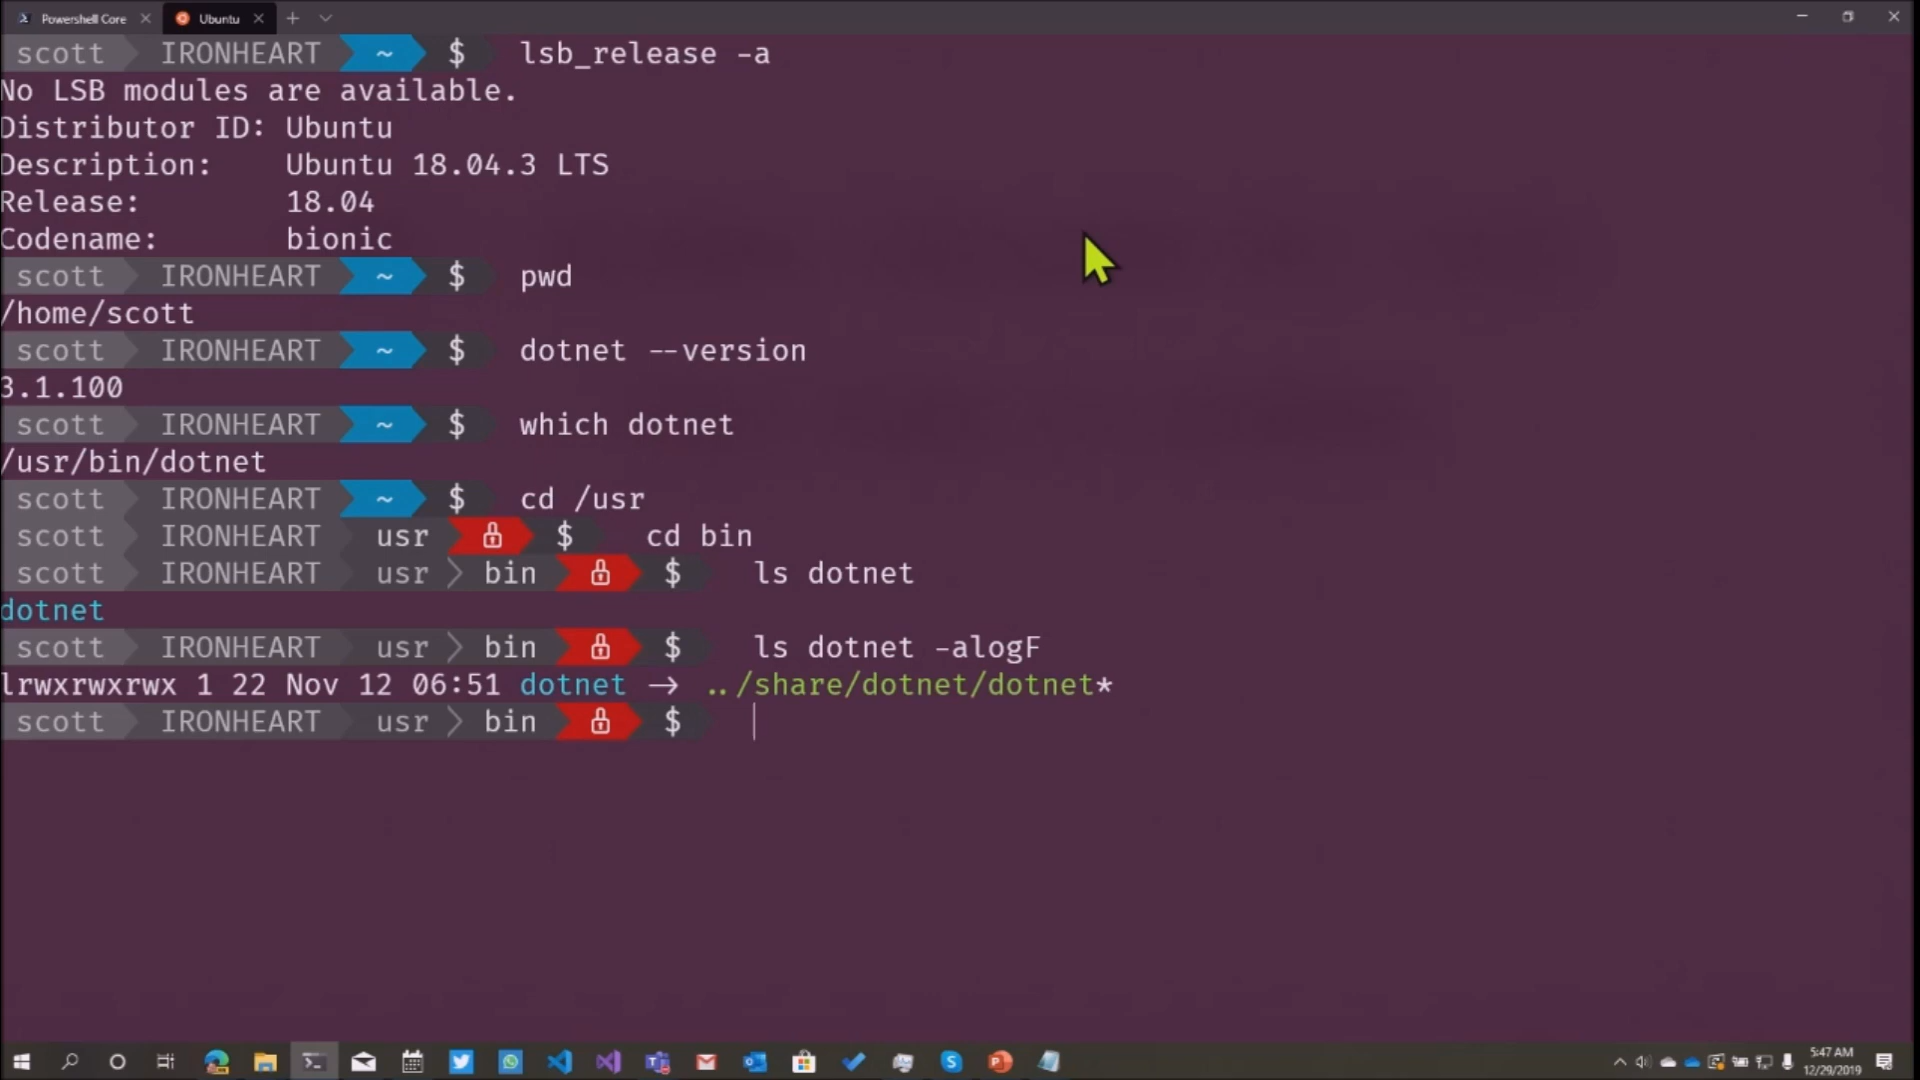 Powershell Core
Ubuntu
scott IRONHEART ~ $ lsb_release -a
No LSB modules are available.
Distributor ID: Ubuntu
Description: Ubuntu 18.04.3 LTS
Release: 18.04
Codename: bionic
scott IRONHEART ~ $ pwd
/home/scott
scott IRONHEART ~ $ dotnet --version
3.1.100
scott IRONHEART ~ $ which dotnet
/usr/bin/dotnet
scott IRONHEART ~ $ cd /usr
scott IRONHEART usr $ cd bin
scott IRONHEART usr > bin $ ls dotnet
dotnet
scott IRONHEART usr > bin $ ls dotnet -alogF
lrwxrwxrwx 1 22 Nov 12 06:51 dotnet -> ../share/dotnet/dotnet*
scott IRONHEART usr > bin $
5:47 AM
12/29/2019